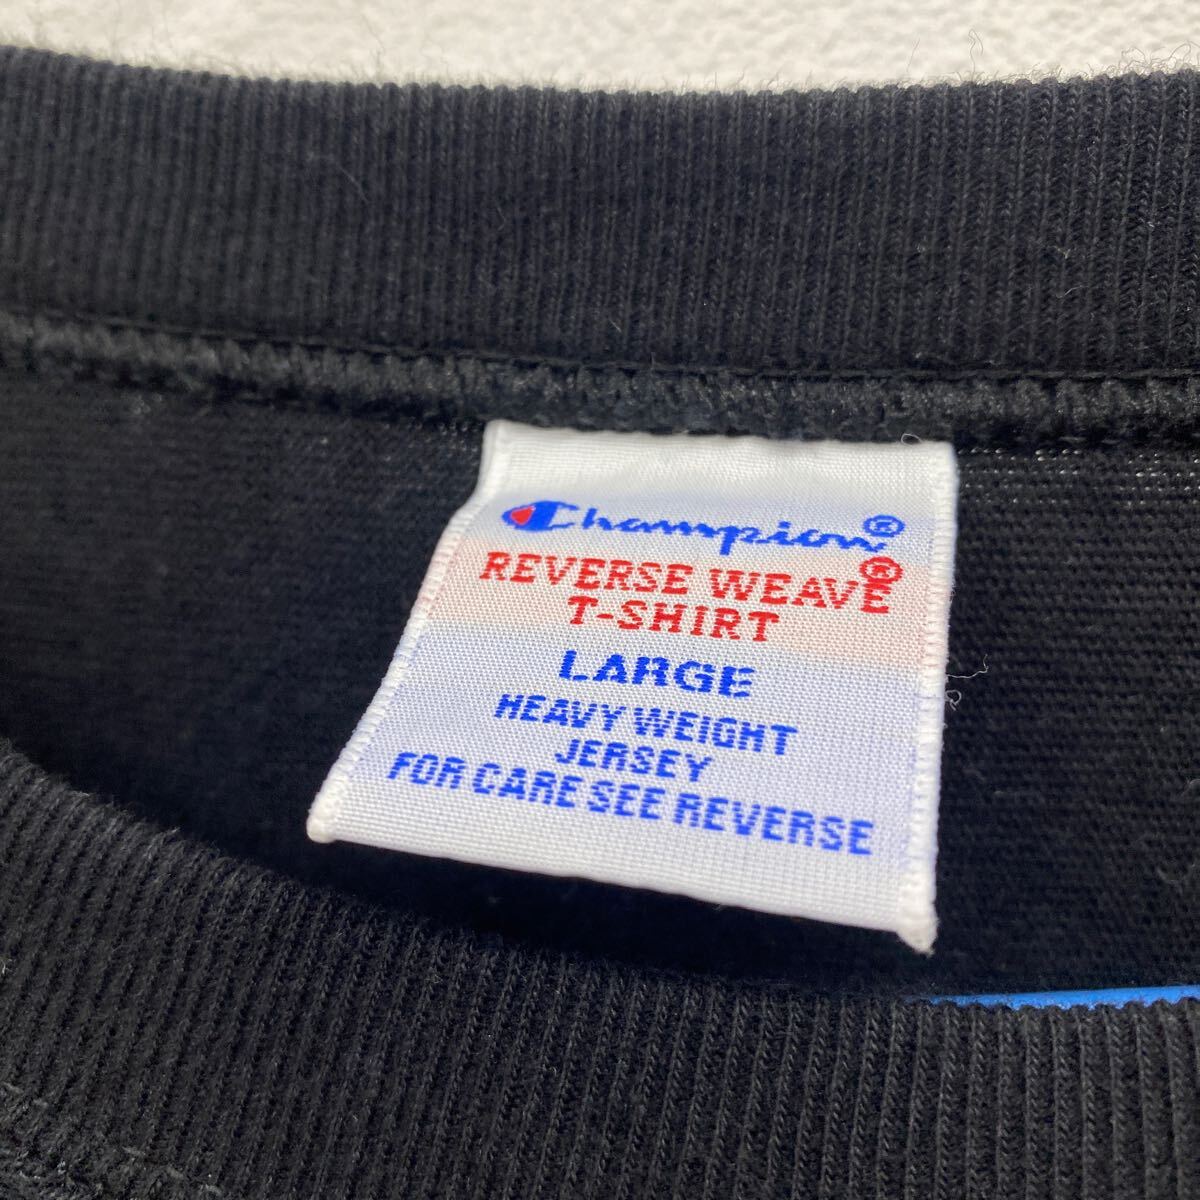 Champion®
REVERSE WEAVE®
T-SHIRT
LARGE
HEAVY WEIGHT
JERSEY
FOR CARE SEE REVERSE